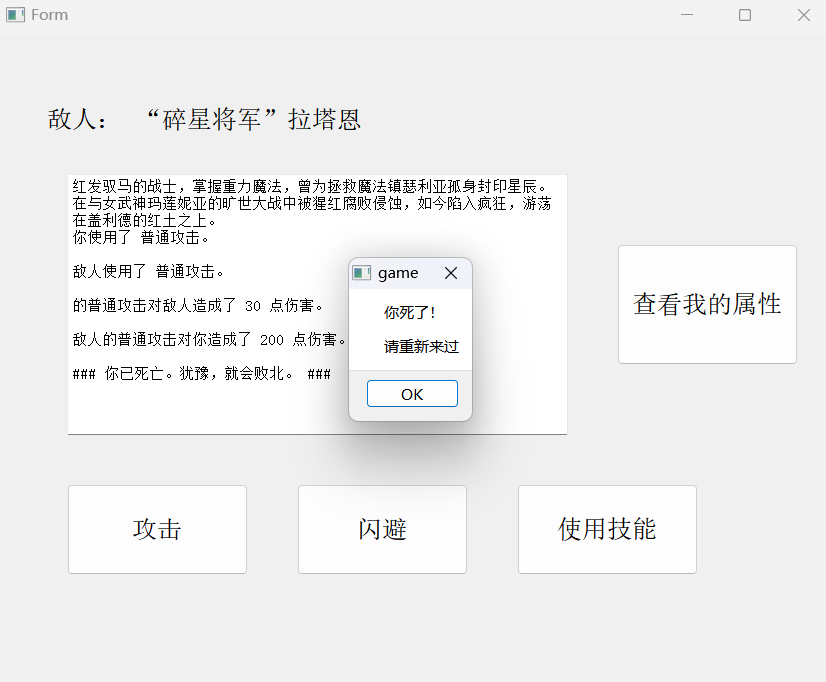 Form
敌人： “碎星将军”拉塔恩
红发驭马的战士，掌握重力魔法，曾为拯救魔法镇瑟利亚孤身封印星辰。
在与女武神玛莲妮亚的旷世大战中被猩红腐败侵蚀，如今陷入疯狂，游荡
在盖利德的红土之上。
你使用了 普通攻击。
敌人使用了 普通攻击。
的普通攻击对敌人造成了 30 点伤害。
敌人的普通攻击对你造成了 200 点伤害。
### 你已死亡。犹豫，就会败北。 ###
game
你死了！
请重新来过
OK
查看我的属性
攻击
闪避
使用技能